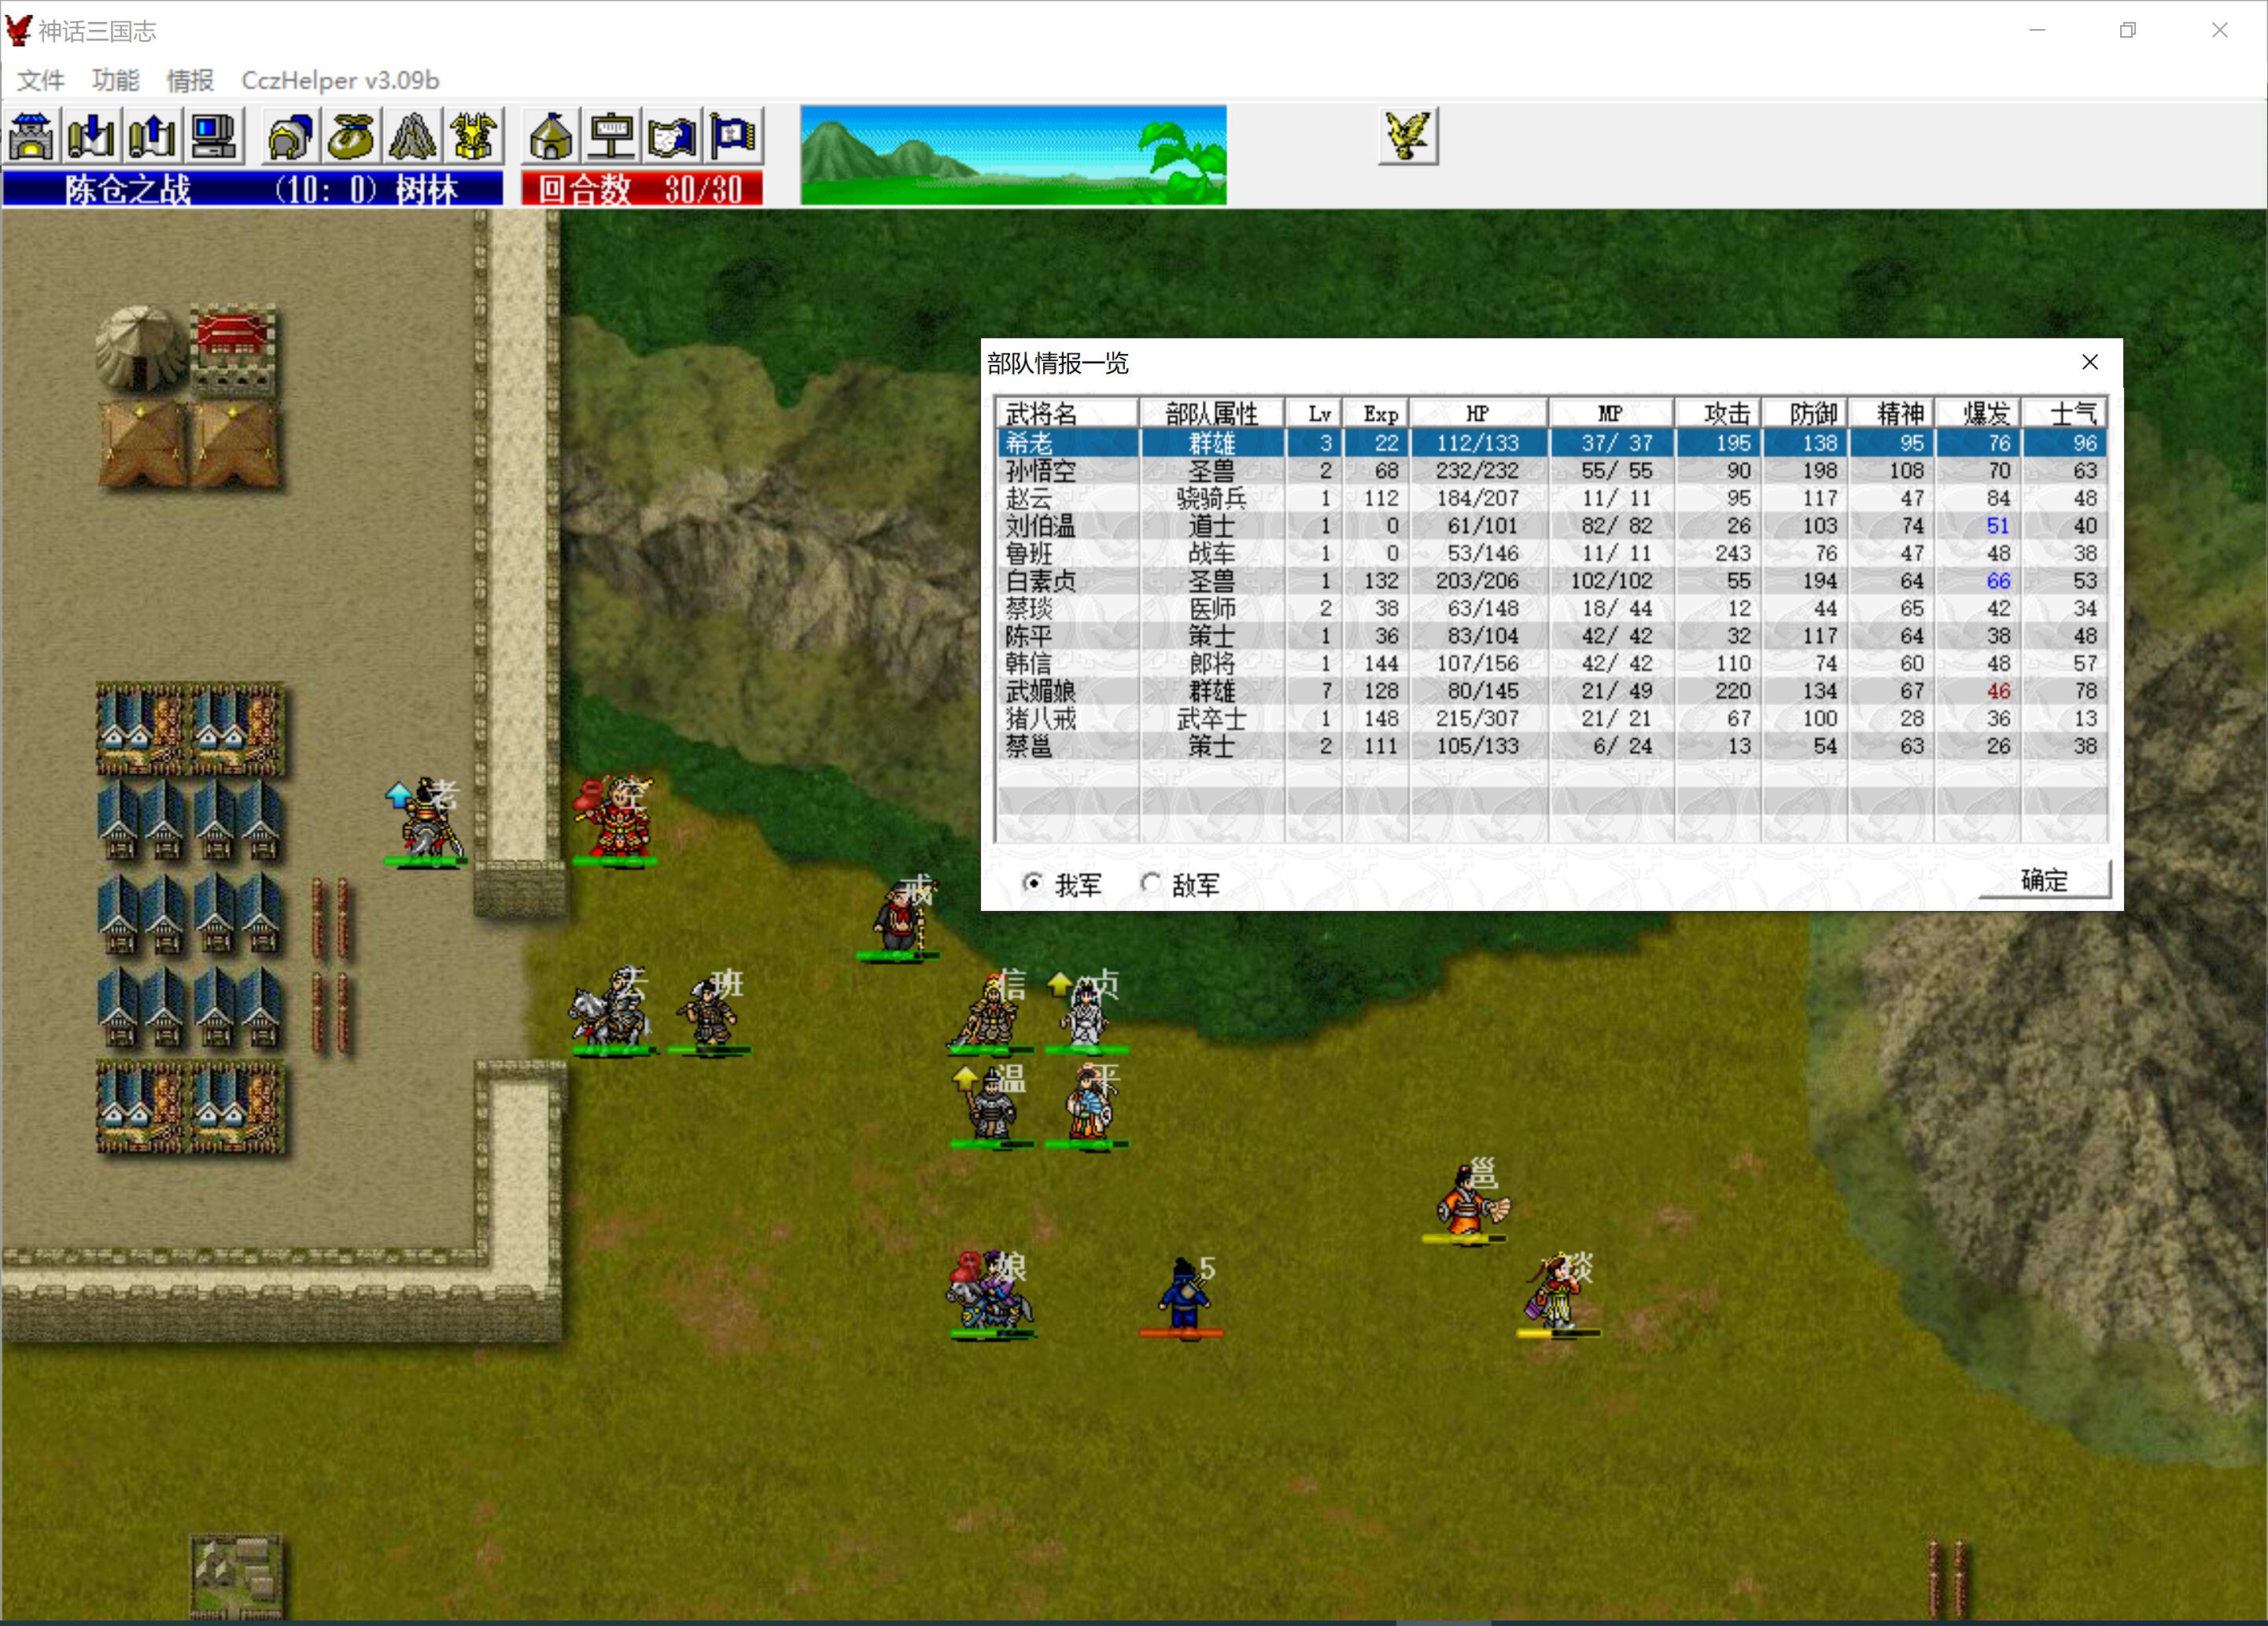 神话三国志
文件 功能 情报 CczHelper v3.09b
陈仓之战 (10: 0) 树林 回合数 30/30
部队情报一览
武将名 部队属性 Lv Exp HP MP 攻击 防御 精神 爆发 士气
希老 群雄 3 22 112/133 37/ 37 195 138 95 76 96
孙悟空 圣兽 2 68 232/232 55/ 55 90 198 108 70 63
赵云 骁骑兵 1 112 184/207 11/ 11 95 117 47 84 48
刘伯温 道士 1 0 61/101 82/ 82 26 103 74 51 40
鲁班 战车 1 0 53/146 11/ 11 243 76 47 48 38
白素贞 圣兽 1 132 203/206 102/102 55 194 64 66 53
蔡琰 医师 2 38 63/148 18/ 44 12 44 65 42 34
陈平 策士 1 36 83/104 42/ 42 32 117 64 38 48
韩信 郎将 1 144 107/156 42/ 42 110 74 60 48 57
武媚娘 群雄 7 128 80/145 21/ 49 220 134 67 46 78
猪八戒 武卒士 1 148 215/307 21/ 21 67 100 28 36 13
蔡邕 策士 2 111 105/133 6/ 24 13 54 63 26 38
我军 敌军 确定
老 空
戒
云 班 信 贞
温 平
邕
娘 5 琰